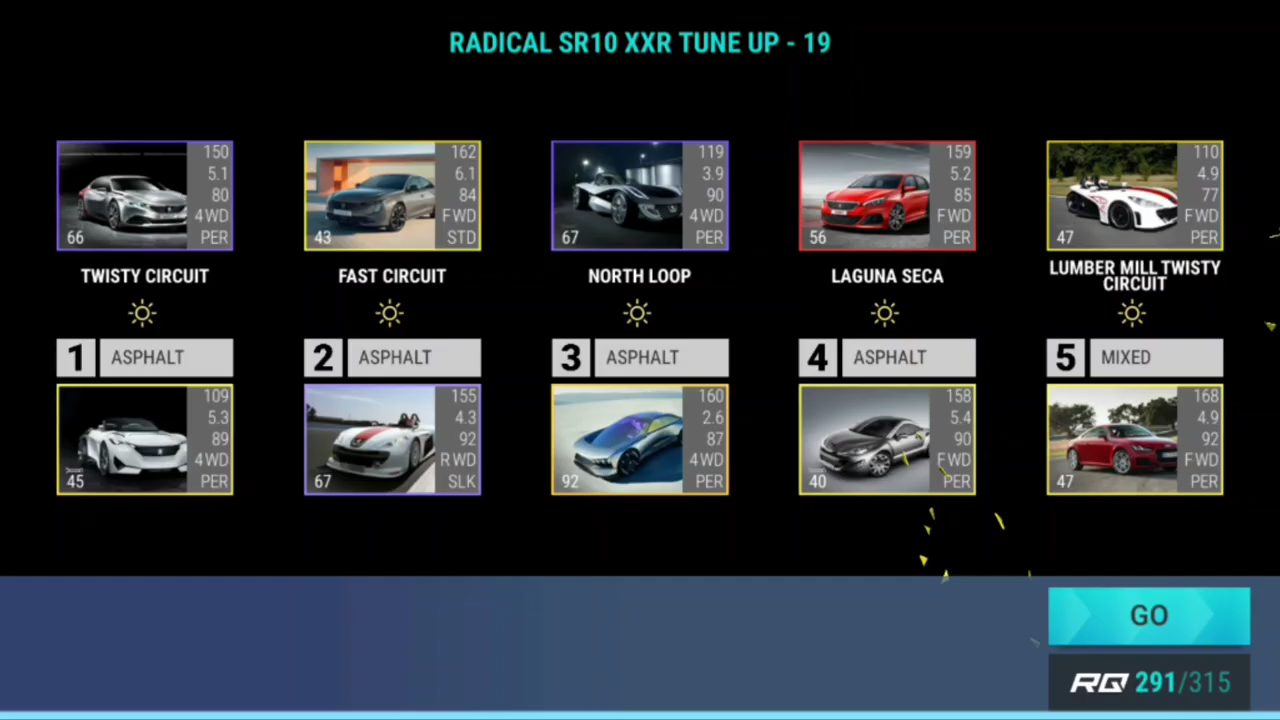 RADICAL SR10 XXR TUNE UP - 19
150
5.1
80
4WD
PER
66
162
6.1
84
FWD
STD
43
119
3.9
90
4WD
PER
67
159
5.2
85
FWD
PER
56
110
4.9
77
FWD
PER
47
TWISTY CIRCUIT
FAST CIRCUIT
NORTH LOOP
LAGUNA SECA
LUMBER MILL TWISTY
CIRCUIT
1 ASPHALT
2 ASPHALT
3 ASPHALT
4 ASPHALT
5 MIXED
109
5.3
89
4WD
PER
45
155
4.3
92
RWD
SLK
67
160
2.6
87
4WD
PER
92
158
5.4
90
FWD
PER
40
168
4.9
92
FWD
PER
47
GO
RQ 291/315